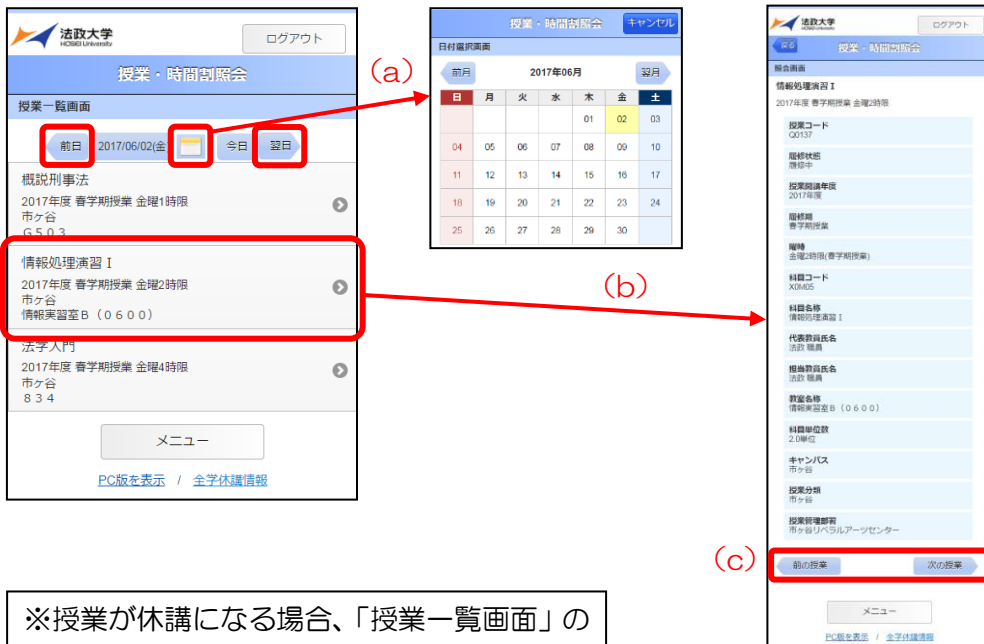 法政大学
HOSEI University
ログアウト
授業・時間割照会
授業一覧画面
前日
2017/06/02(金
今日
翌日
概説刑事法
2017年度 春学期授業 金曜1時限
市ケ谷
G503
情報処理演習Ⅰ
2017年度 春学期授業 金曜2時限
市ケ谷
情報実習室B（0600）
法学入門
2017年度 春学期授業 金曜4時限
市ケ谷
834
メニュー
PC版を表示 / 全学休講情報
(a)
授業・時間割照会
キャンセル
日付選択画面
前月
2017年06月
翌月
日 月 火 水 木 金 土
01 02 03
04 05 06 07 08 09 10
11 12 13 14 15 16 17
18 19 20 21 22 23 24
25 26 27 28 29 30
(b)
法政大学
HOSEI University
ログアウト
戻る
授業・時間割照会
照会画面
情報処理演習Ⅰ
2017年度 春学期授業 金曜2時限
授業コード
Q0137
履修状態
履修中
授業開講年度
2017年度
履修期
春学期授業
曜時
金曜2時限(春学期授業)
科目コード
X0M05
科目名称
情報処理演習Ⅰ
代表教員氏名
法政 職員
担当教員氏名
法政 職員
教室名称
情報実習室B（0600）
科目単位数
2.0単位
キャンパス
市ヶ谷
授業分類
市ヶ谷
授業管理部署
市ヶ谷リベラルアーツセンター
(c)
前の授業
次の授業
メニュー
PC版を表示 / 全学休講情報
※授業が休講になる場合、「授業一覧画面」の